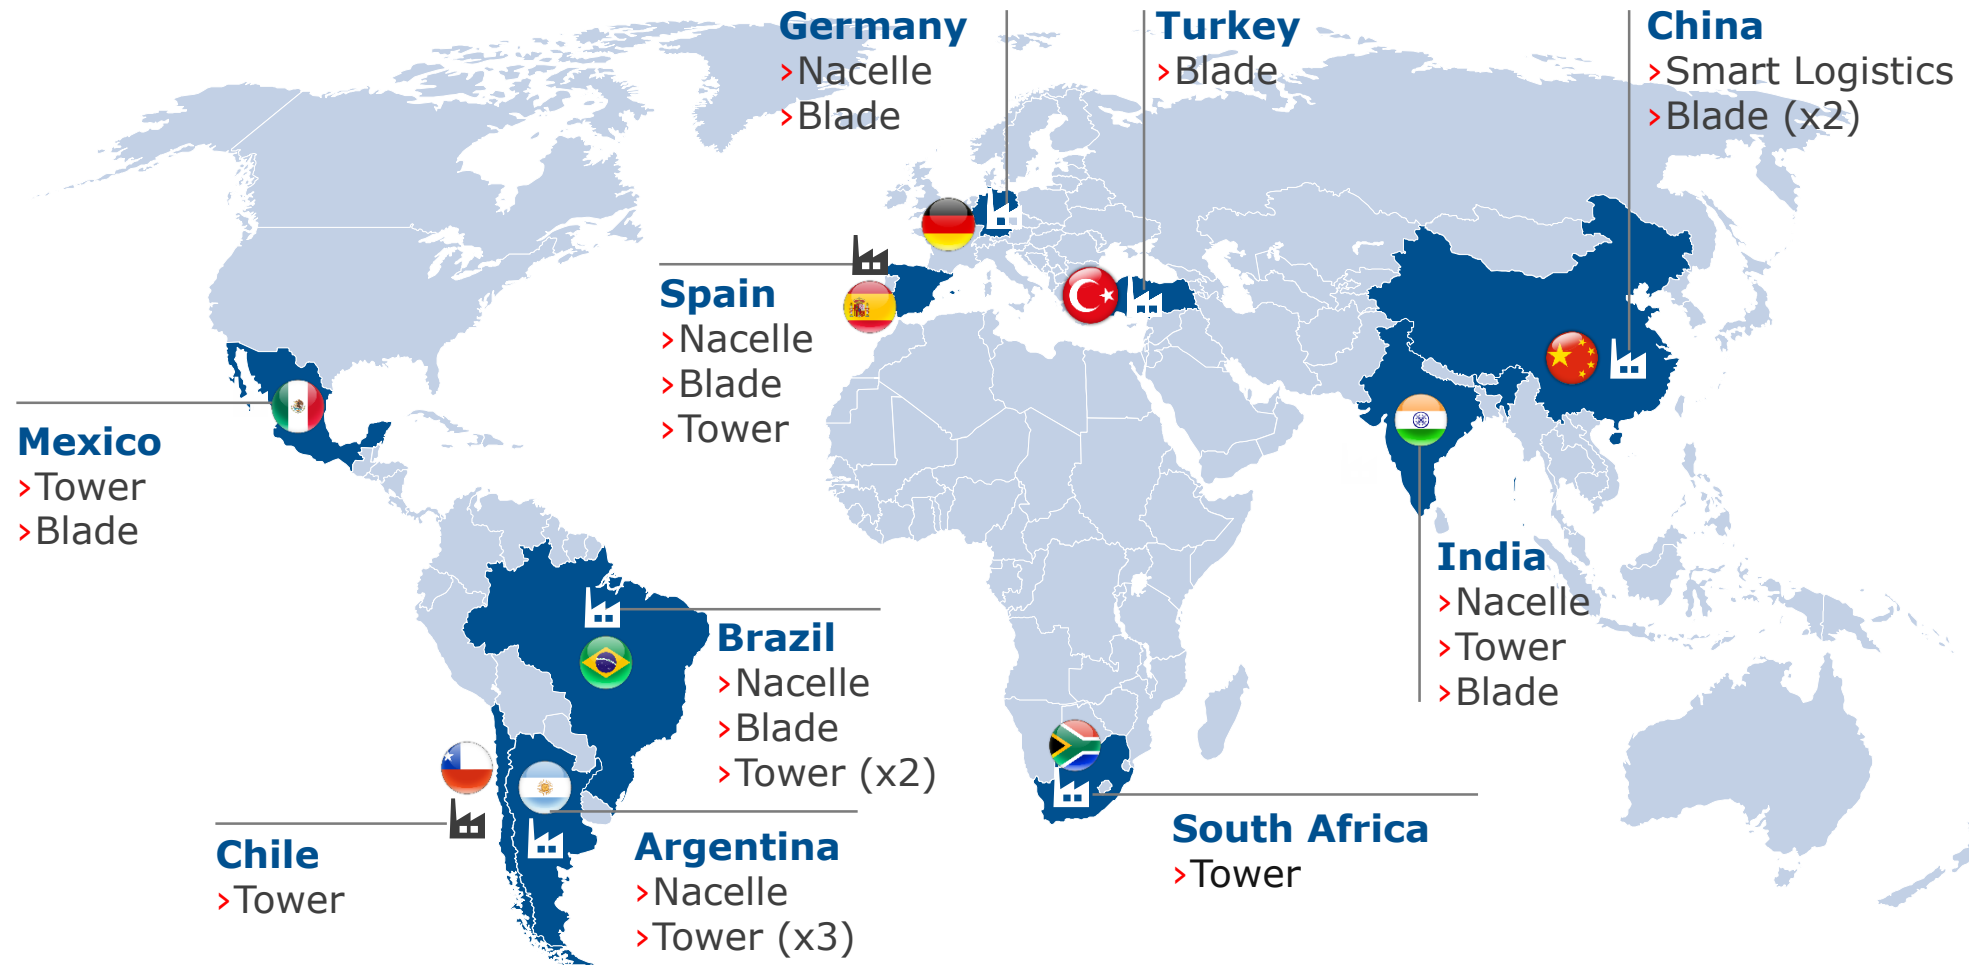 Germany
›Nacelle
›Blade
Turkey
›Blade
China
›Smart Logistics
›Blade (x2)
Spain
›Nacelle
›Blade
›Tower
Mexico
›Tower
›Blade
India
›Nacelle
›Tower
›Blade
Brazil
›Nacelle
›Blade
›Tower (x2)
Chile
›Tower
Argentina
›Nacelle
›Tower (x3)
South Africa
›Tower